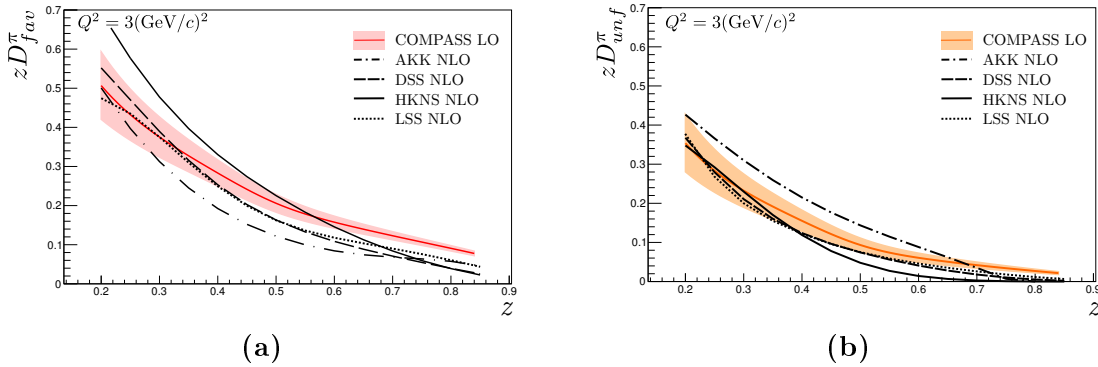 Q² = 3(GeV/c)²
zD^π_fav
0.7
0.6
0.5
0.4
0.3
0.2
0.1
0
COMPASS LO
AKK NLO
DSS NLO
HKNS NLO
LSS NLO
0.2 0.3 0.4 0.5 0.6 0.7 0.8 0.9
z
(a)
Q² = 3(GeV/c)²
zD^π_unf
0.7
0.6
0.5
0.4
0.3
0.2
0.1
0
COMPASS LO
AKK NLO
DSS NLO
HKNS NLO
LSS NLO
0.2 0.3 0.4 0.5 0.6 0.7 0.8 0.9
z
(b)